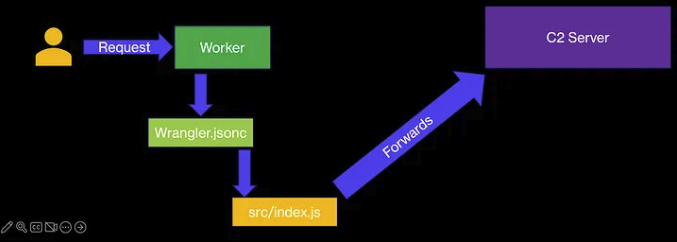 Request
Worker
C2 Server
Wrangler.jsonc
Forwards
src/index.js